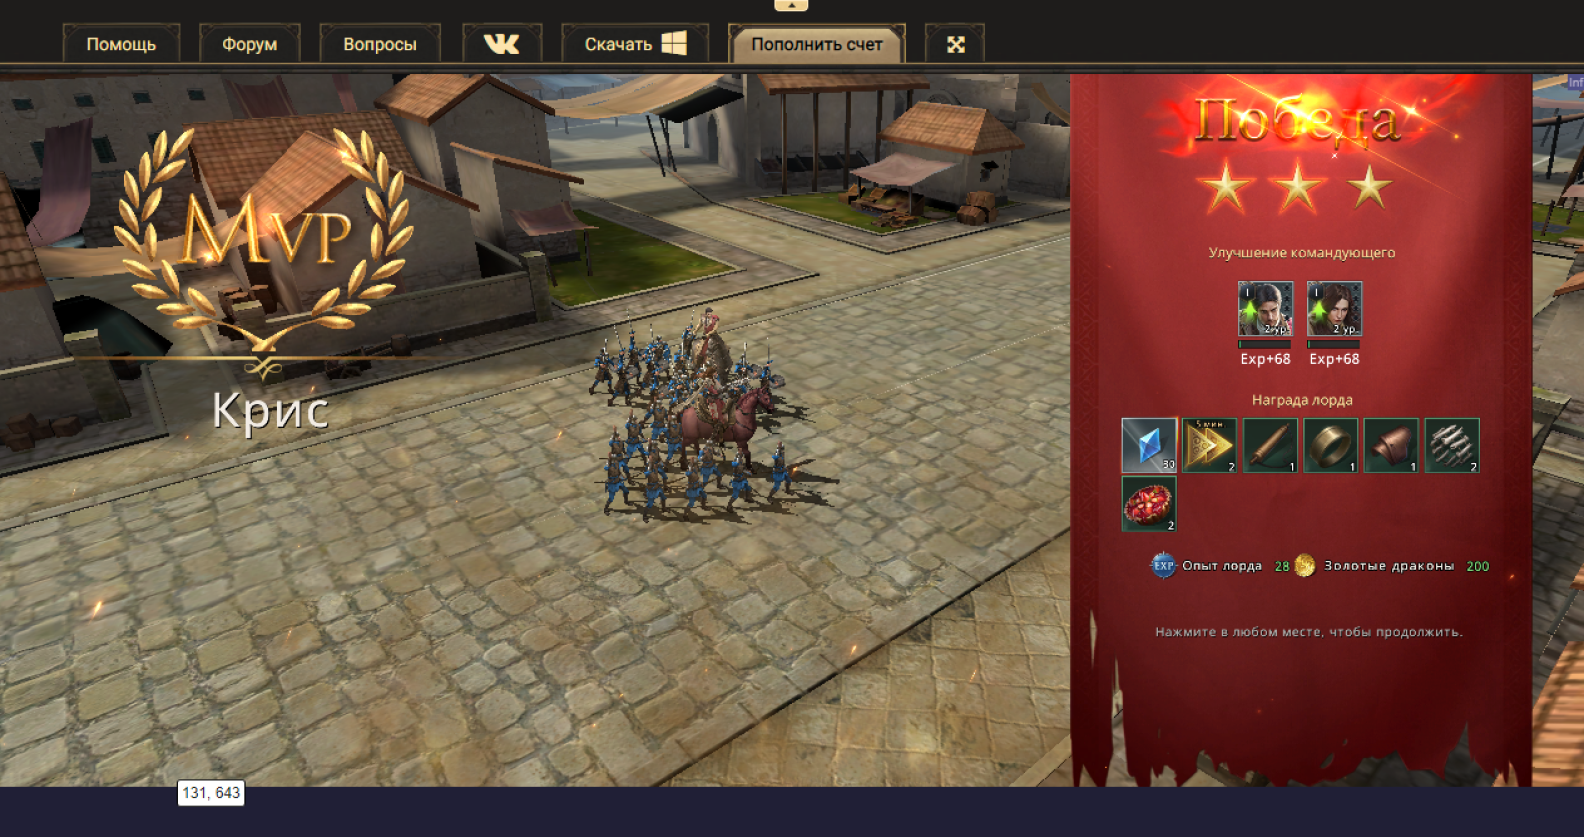 Помощь
Форум
Вопросы
Скачать
Пополнить счет
Inf
MVP
Крис
Победа
Улучшение командующего
I 2 ур.
I 2 ур.
Exp+68 Exp+68
Награда лорда
5 мин.
30 2 1 1 1 2
2
EXP Опыт лорда 28 Золотые драконы 200
Нажмите в любом месте, чтобы продолжить.
131, 643